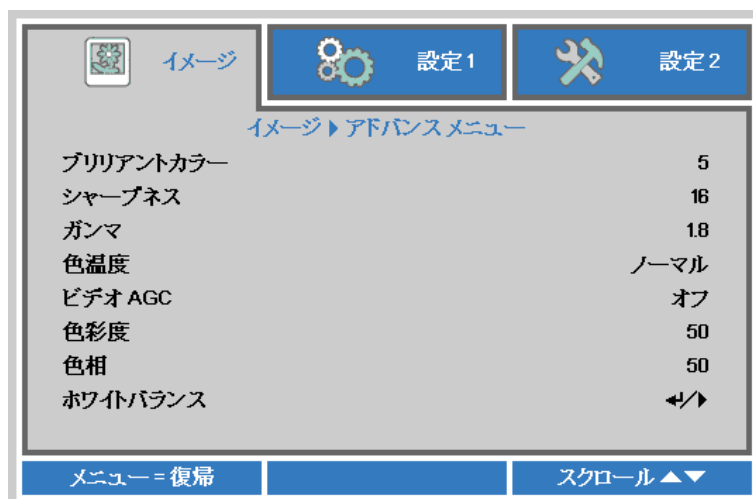 イメージ 設定1 設定2
イメージ ▶ アドバンスメニュー
ブリリアントカラー 5
シャープネス 16
ガンマ 1.8
色温度 ノーマル
ビデオ AGC オフ
色彩度 50
色相 50
ホワイトバランス ↵/▶
メニュー = 復帰 スクロール ▲▼